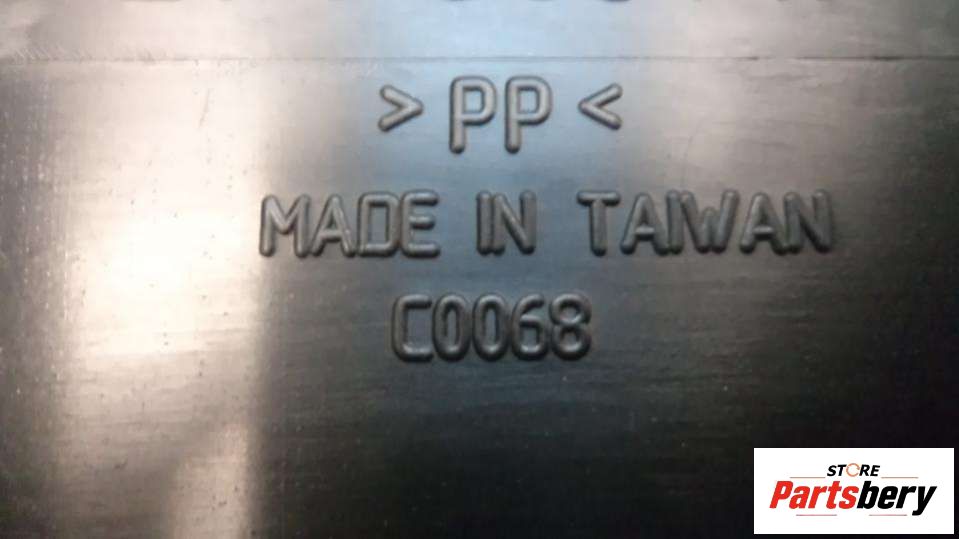 > PP <
MADE IN TAIWAN
C0068
STORE
Partsbery